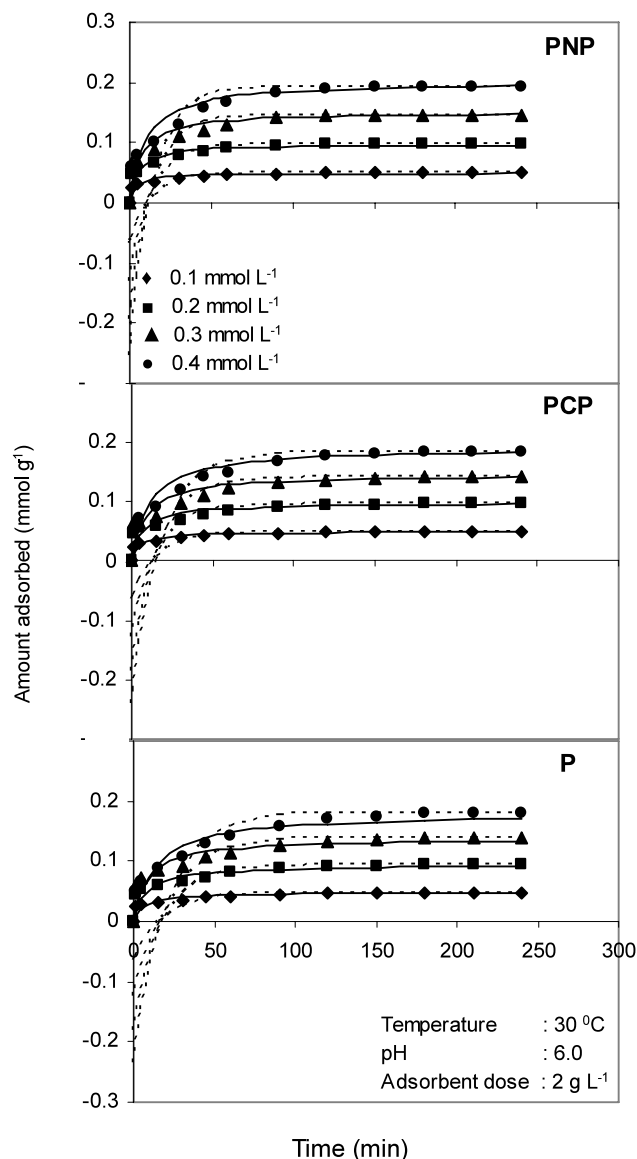 0.3
PNP
0.2
0.1
0
-0.1
0.1 mmol L-1
0.2 mmol L-1
-0.2
0.3 mmol L-1
0.4 mmol L-1
-
PCP
0.2
0.1
0
-0.1
-0.2
-
P
0.2
0.1
0
0 50 100 150 200 250 300
-0.1
-0.2
-0.3
Temperature : 30 0C
pH : 6.0
Adsorbent dose : 2 g L-1
Amount adsorbed (mmol g1)
Time (min)